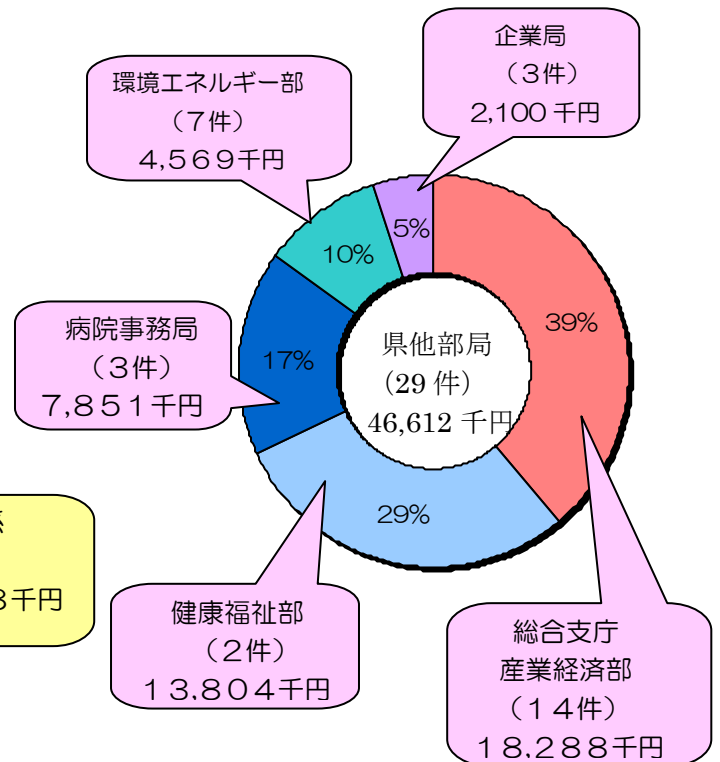 企業局
（３件）
2,100 千円
環境エネルギー部
（７件）
４,５６９千円
5%
10%
39%
病院事務局
（３件）
７,８５１千円
17%
県他部局
(29 件)
46,612 千円
29%
千円
健康福祉部
（２件）
１３,８０４千円
総合支庁
産業経済部
（１４件）
１８,２８８千円